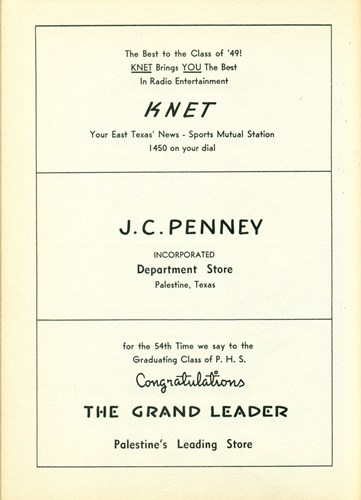 The Best to the Class of '49!
KNET Brings YOU The Best
In Radio Entertainment
KNET
Your East Texas' News - Sports Mutual Station
1450 on your dial
J. C. PENNEY
INCORPORATED
Department Store
Palestine, Texas
for the 54th Time we say to the
Graduating Class of P. H. S.
Congratulations
THE GRAND LEADER
Palestine's Leading Store